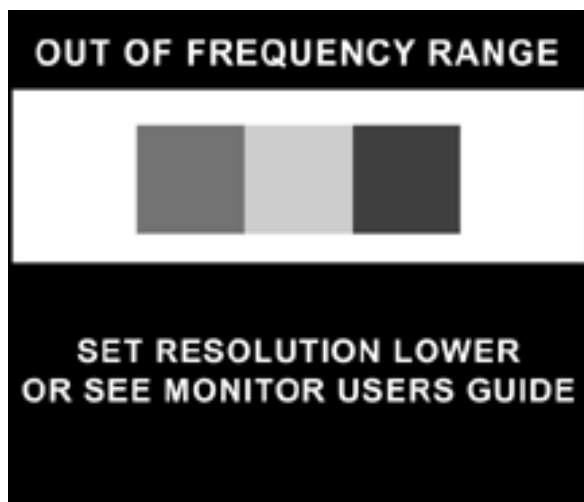 OUT OF FREQUENCY RANGE
SET RESOLUTION LOWER
OR SEE MONITOR USERS GUIDE